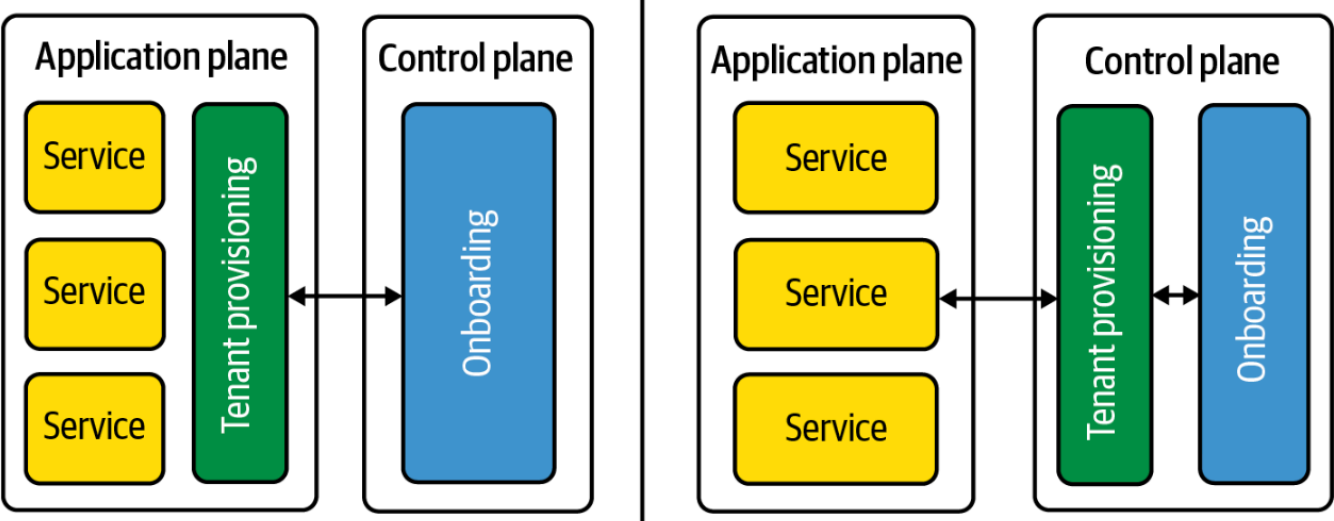 Application plane
Control plane
Service
Service
Service
Tenant provisioning
Onboarding
Application plane
Control plane
Service
Service
Service
Tenant provisioning
Onboarding